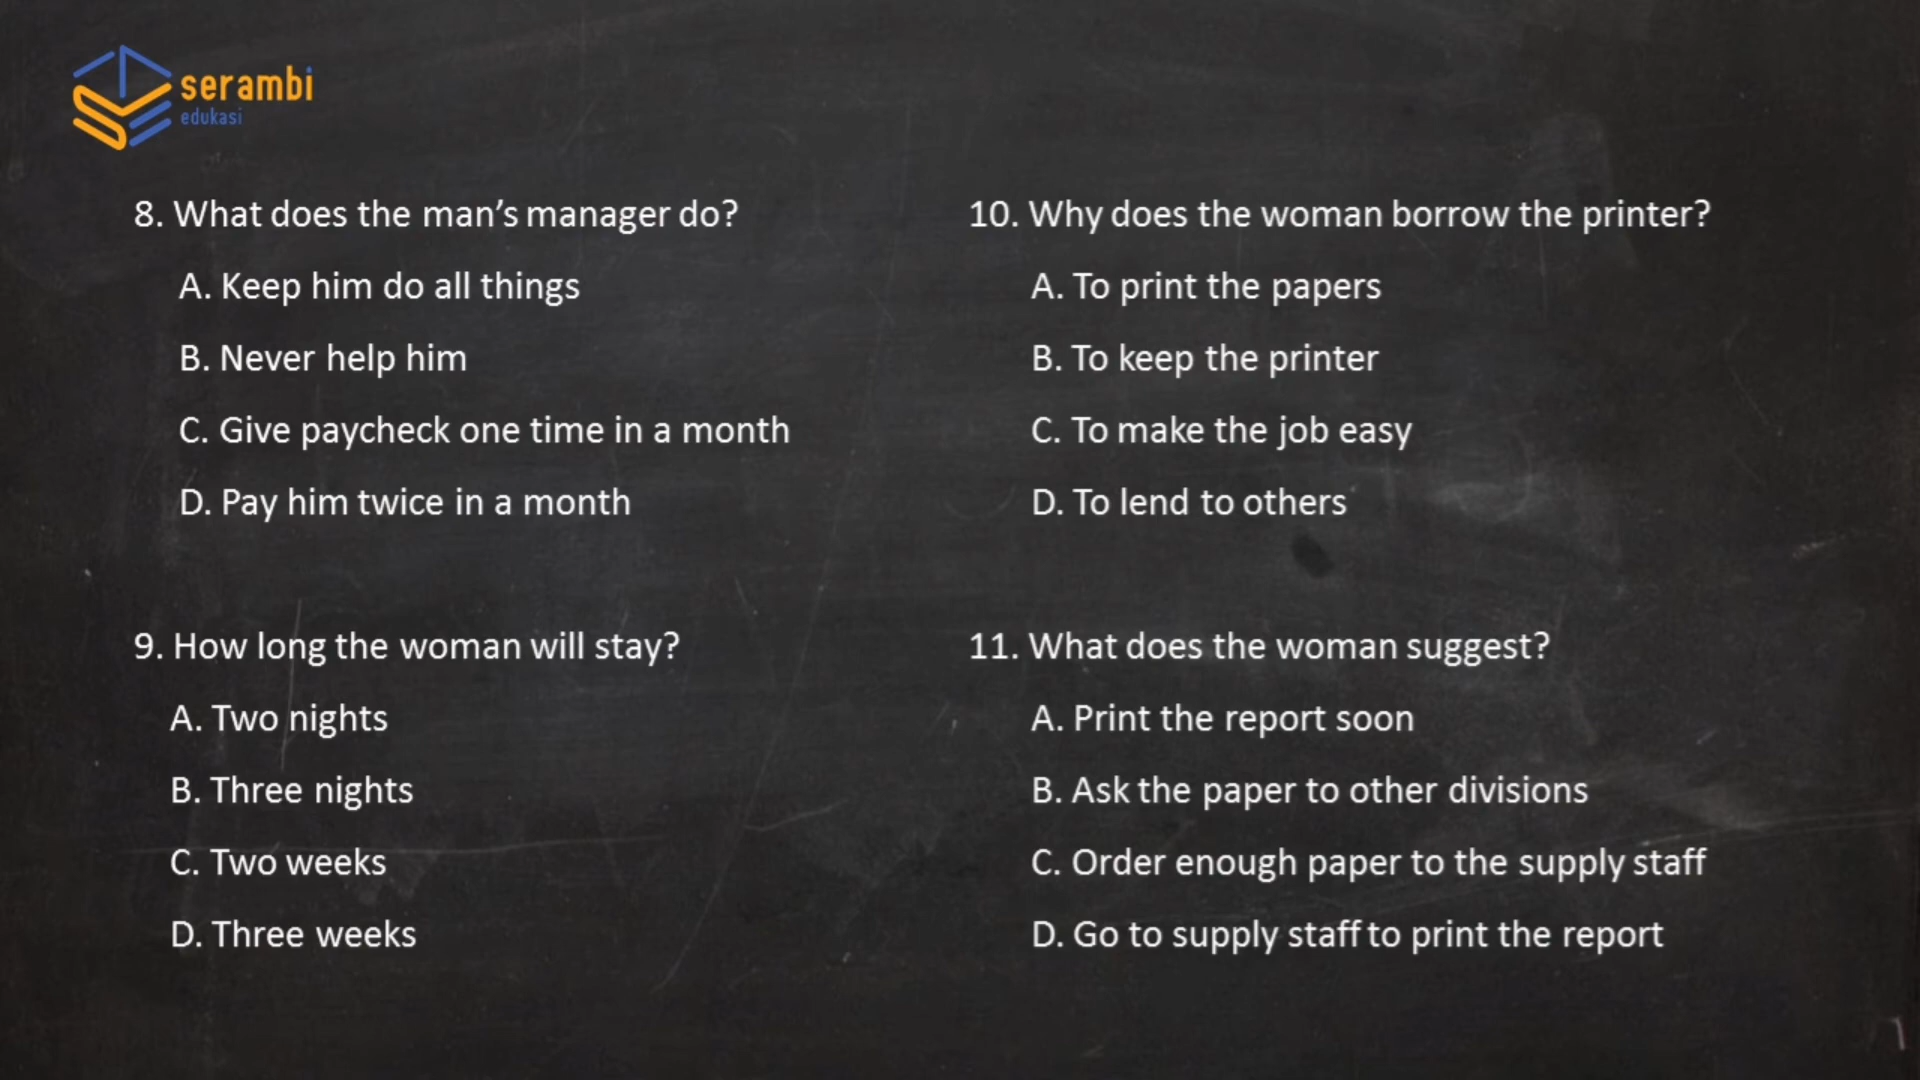 serambi
edukasi
8. What does the man's manager do?
A. Keep him do all things
B. Never help him
C. Give paycheck one time in a month
D. Pay him twice in a month
9. How long the woman will stay?
A. Two nights
B. Three nights
C. Two weeks
D. Three weeks
10. Why does the woman borrow the printer?
A. To print the papers
B. To keep the printer
C. To make the job easy
D. To lend to others
11. What does the woman suggest?
A. Print the report soon
B. Ask the paper to other divisions
C. Order enough paper to the supply staff
D. Go to supply staff to print the report